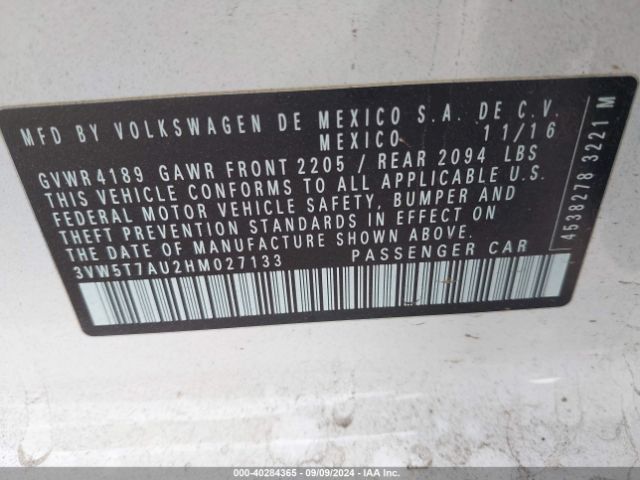 MFD BY VOLKSWAGEN DE MEXICO S.A. DE C.V.
MEXICO 11/16
GVWR4189 GAWR FRONT 2205 / REAR 2094 LBS
THIS VEHICLE CONFORMS TO ALL APPLICABLE U.S.
FEDERAL MOTOR VEHICLE SAFETY, BUMPER AND
THEFT PREVENTION STANDARDS IN EFFECT ON
THE DATE OF MANUFACTURE SHOWN ABOVE.
3VW5T7AU2HM027133 PASSENGER CAR
4538278 3221 M
000-40284365 - 09/09/2024 - IAA Inc.